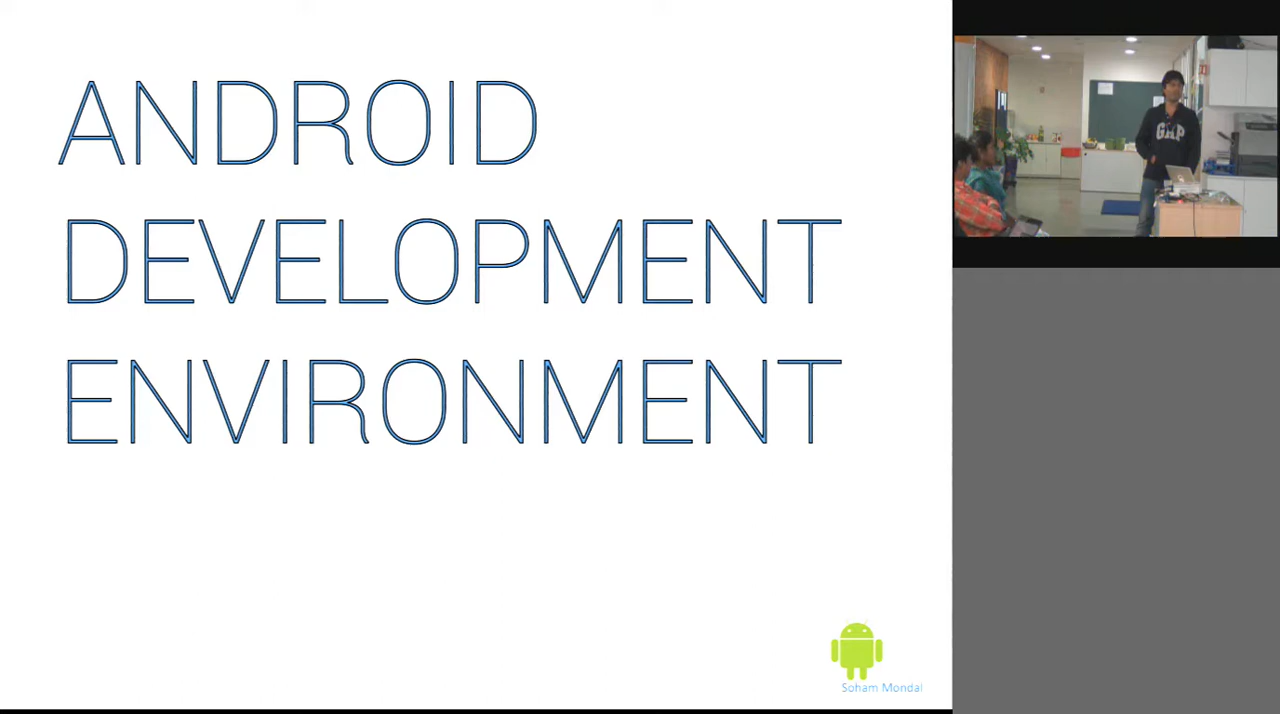 ANDROID
DEVELOPMENT
ENVIRONMENT
Soham Mondal
GAP